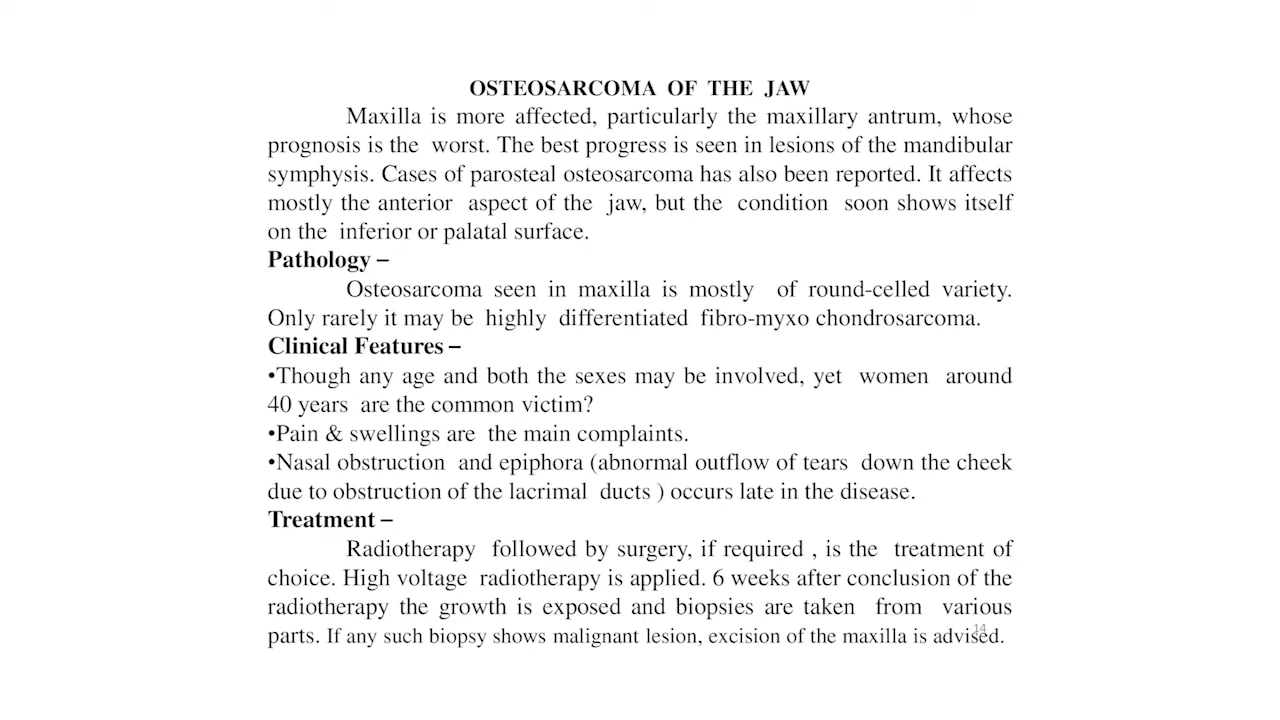 OSTEOSARCOMA OF THE JAW
Maxilla is more affected, particularly the maxillary antrum, whose
prognosis is the worst. The best progress is seen in lesions of the mandibular
symphysis. Cases of parosteal osteosarcoma has also been reported. It affects
mostly the anterior aspect of the jaw, but the condition soon shows itself
on the inferior or palatal surface.
Pathology –
Osteosarcoma seen in maxilla is mostly of round-celled variety.
Only rarely it may be highly differentiated fibro-myxo chondrosarcoma.
Clinical Features –
•Though any age and both the sexes may be involved, yet women around
40 years are the common victim?
•Pain & swellings are the main complaints.
•Nasal obstruction and epiphora (abnormal outflow of tears down the cheek
due to obstruction of the lacrimal ducts ) occurs late in the disease.
Treatment –
Radiotherapy followed by surgery, if required , is the treatment of
choice. High voltage radiotherapy is applied. 6 weeks after conclusion of the
radiotherapy the growth is exposed and biopsies are taken from various
parts. If any such biopsy shows malignant lesion, excision of the maxilla is advised.
14